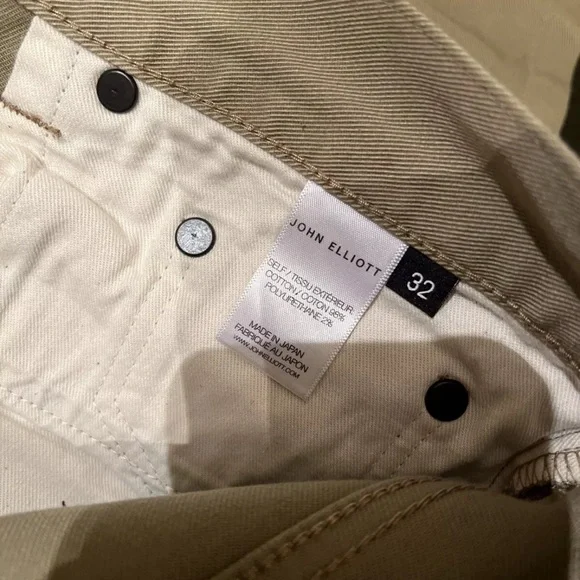 JOHN ELLIOTT
32
SELF / TISSU EXTÉRIEUR
COTTON / COTON 98%
POLYURETHANE 2%
MADE IN JAPAN
FABRIQUÉ AU JAPON
WWW.JOHNELLIOTT.COM